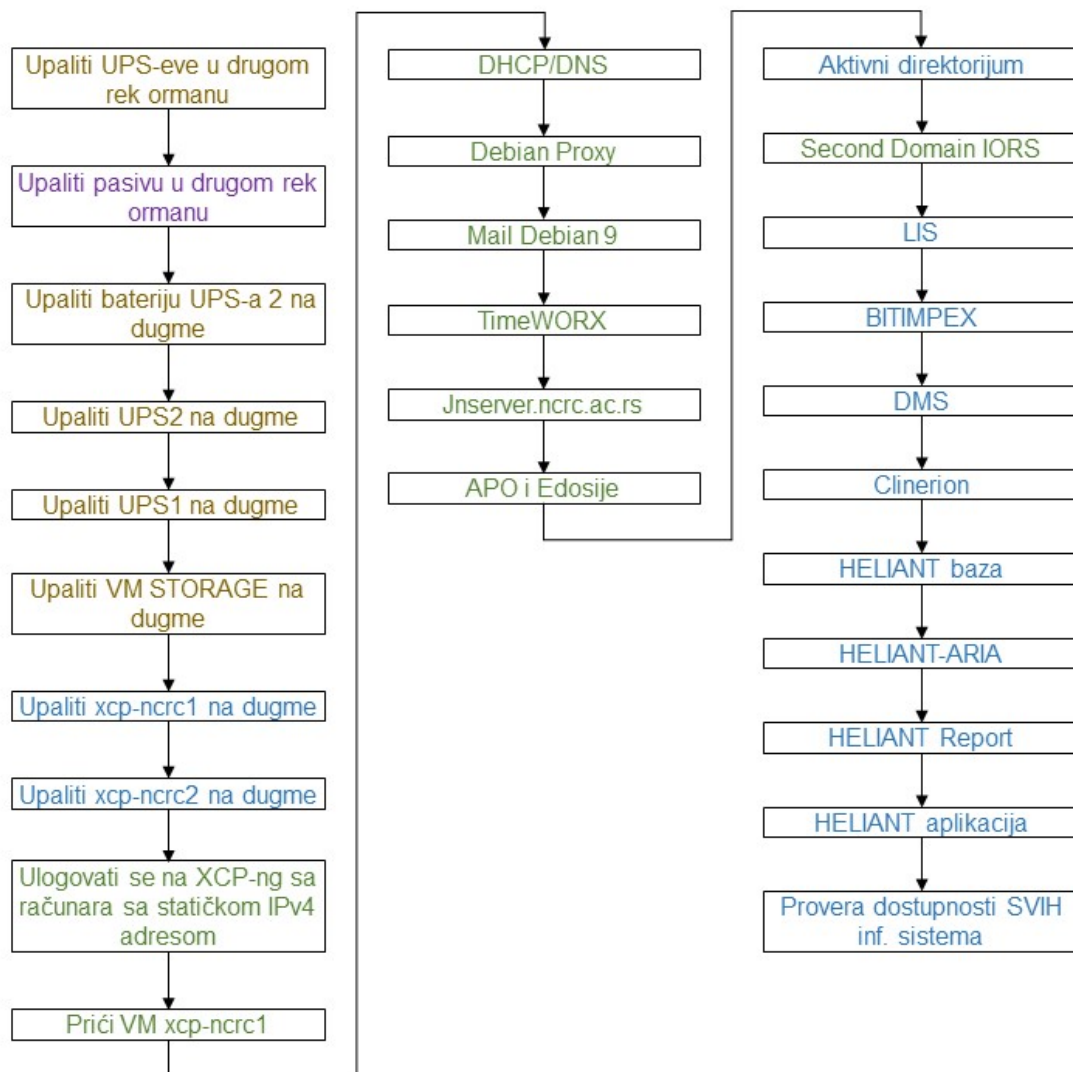 Upaliti UPS-eve u drugom
rek ormanu
Upaliti pasivu u drugom rek
ormanu
Upaliti bateriju UPS-a 2 na
dugme
Upaliti UPS2 na dugme
Upaliti UPS1 na dugme
Upaliti VM STORAGE na
dugme
Upaliti xcp-ncrc1 na dugme
Upaliti xcp-ncrc2 na dugme
Ulogovati se na XCP-ng sa
računara sa statičkom IPv4
adresom
Prići VM xcp-ncrc1
DHCP/DNS
Debian Proxy
Mail Debian 9
TimeWORX
Jnserver.ncrc.ac.rs
APO i Edosije
Aktivni direktorijum
Second Domain IORS
LIS
BITIMPEX
DMS
Clinerion
HELIANT baza
HELIANT-ARIA
HELIANT Report
HELIANT aplikacija
Provera dostupnosti SVIH
inf. sistema